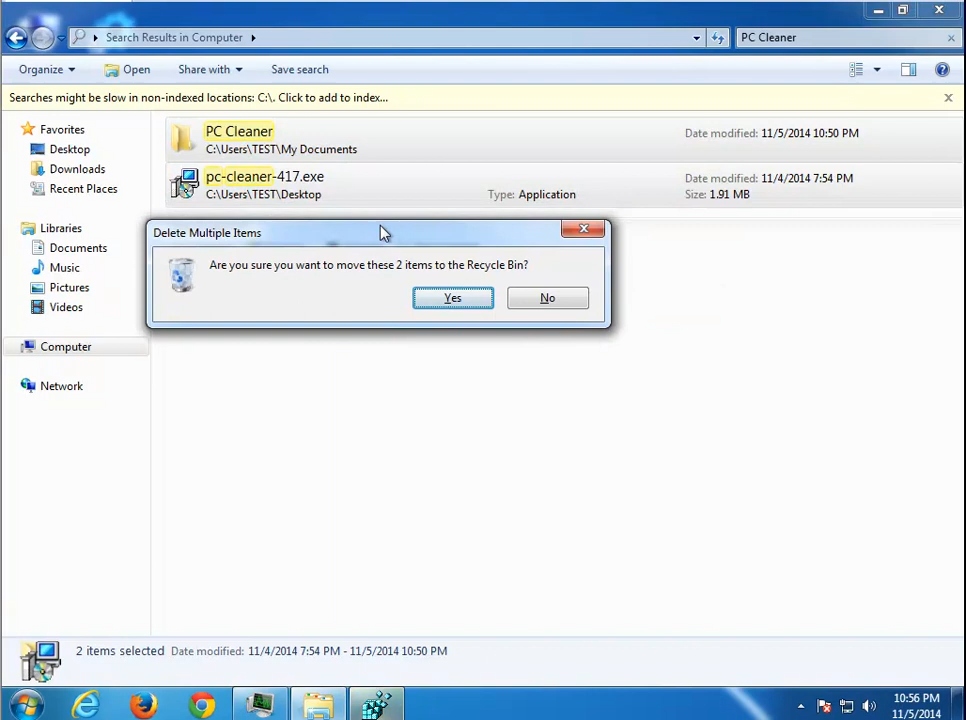 Search Results in Computer
PC Cleaner
Organize
Open
Share with
Save search
Searches might be slow in non-indexed locations: C:\. Click to add to index...
Favorites
Desktop
Downloads
Recent Places
Libraries
Documents
Music
Pictures
Videos
Computer
Network
PC Cleaner
C:\Users\TEST\My Documents
Date modified: 11/5/2014 10:50 PM
pc-cleaner-417.exe
C:\Users\TEST\Desktop
Type: Application
Date modified: 11/4/2014 7:54 PM
Size: 1.91 MB
Delete Multiple Items
Are you sure you want to move these 2 items to the Recycle Bin?
Yes
No
2 items selected
Date modified: 11/4/2014 7:54 PM - 11/5/2014 10:50 PM
10:56 PM
11/5/2014